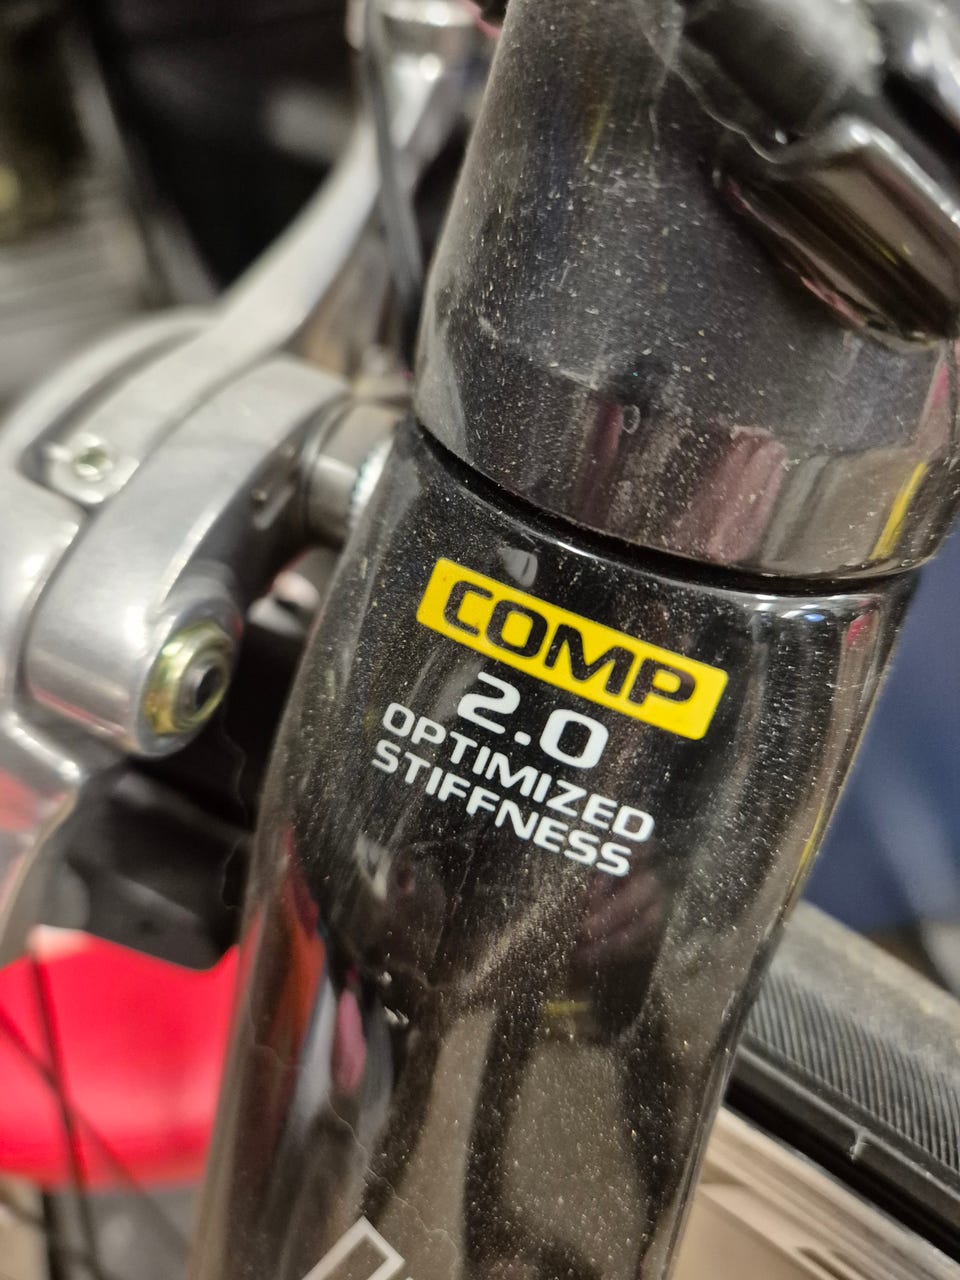 COMP
2.0
OPTIMIZED
STIFFNESS